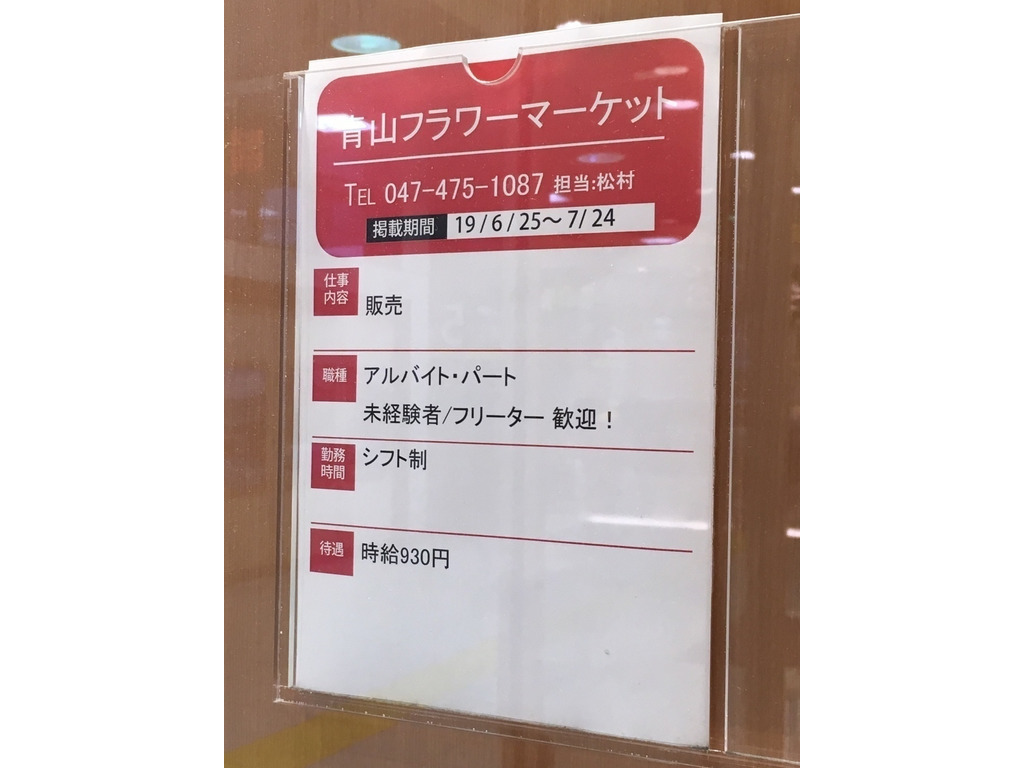 青山フラワーマーケット
TEL 047-475-1087 担当:松村
掲載期間 19/6/25～7/24
仕事
内容
販売
職種
アルバイト・パート
未経験者/フリーター 歓迎！
勤務
時間
シフト制
待遇
時給930円